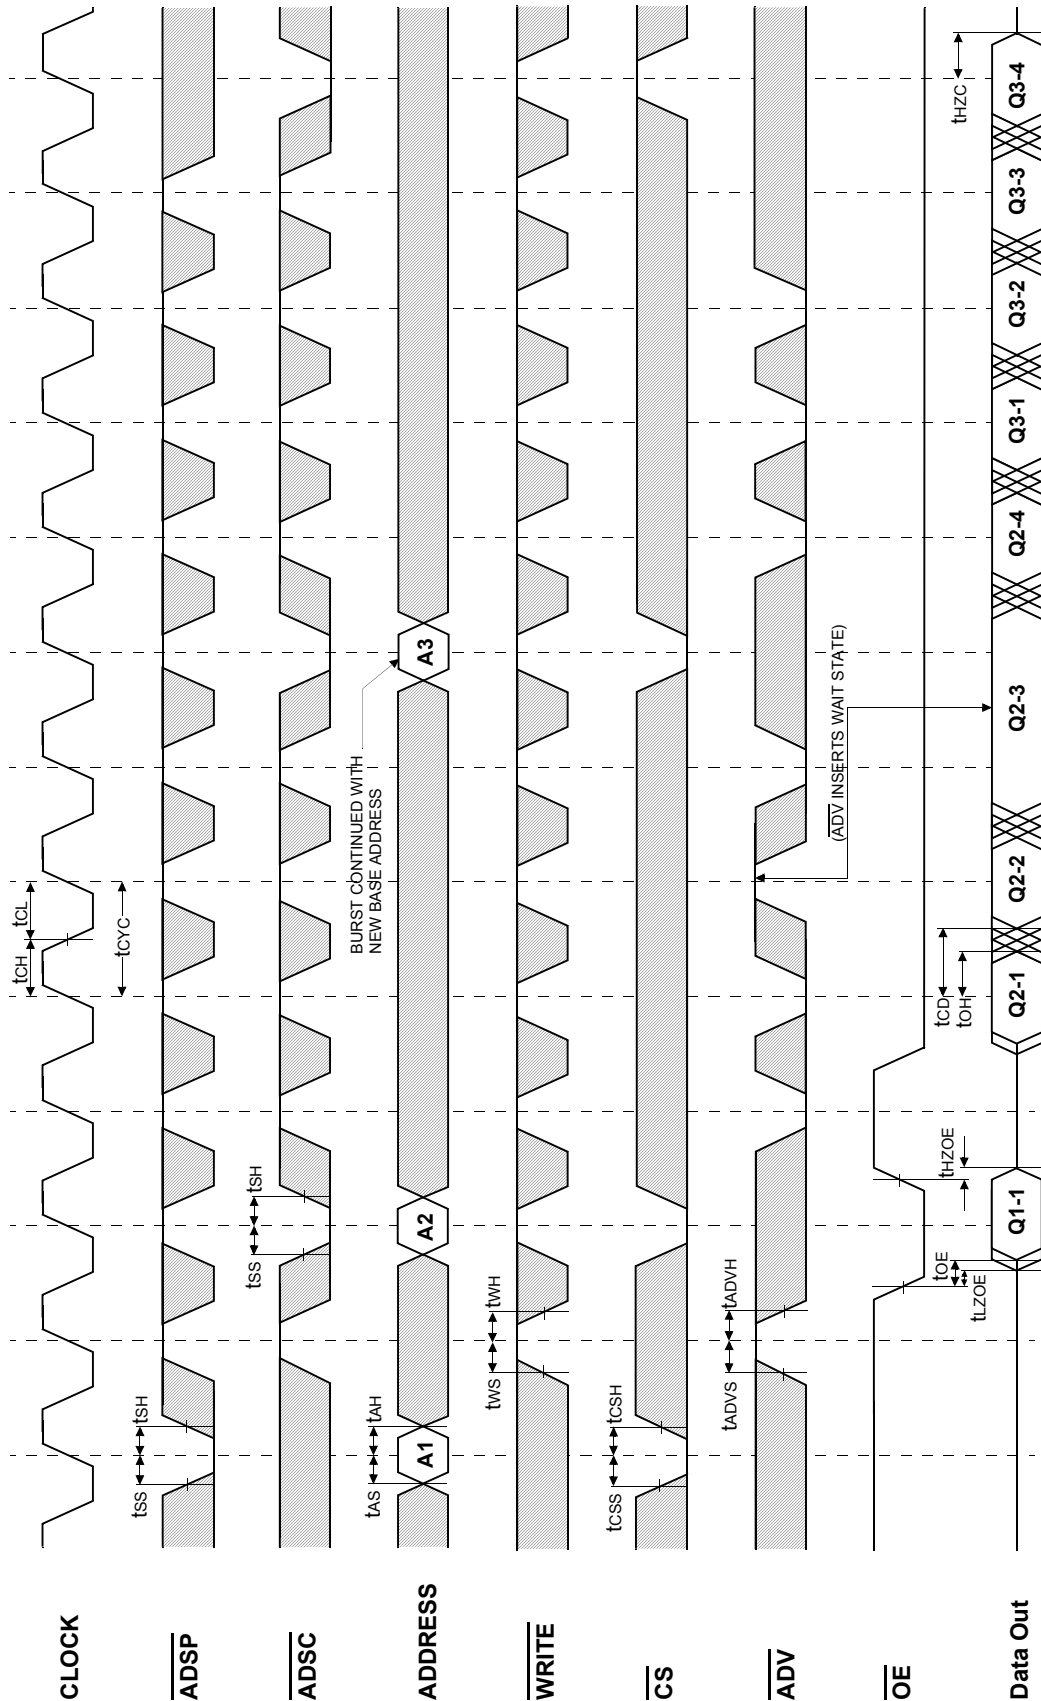 CLOCK
tCH
tCL
tCYC
ADSP
tSS
tSH
ADSC
tSS
tSH
ADDRESS
tAS
tAH
A1
A2
A3
BURST CONTINUED WITH
NEW BASE ADDRESS
WRITE
tWS
tWH
CS
tCSS
tCSH
ADV
tADVS
tADVH
(ADV INSERTS WAIT STATE)
OE
tLZOE
tOE
tHZOE
tCD
tOH
tHZC
Data Out
Q1-1
Q2-1
Q2-2
Q2-3
Q2-4
Q3-1
Q3-2
Q3-3
Q3-4